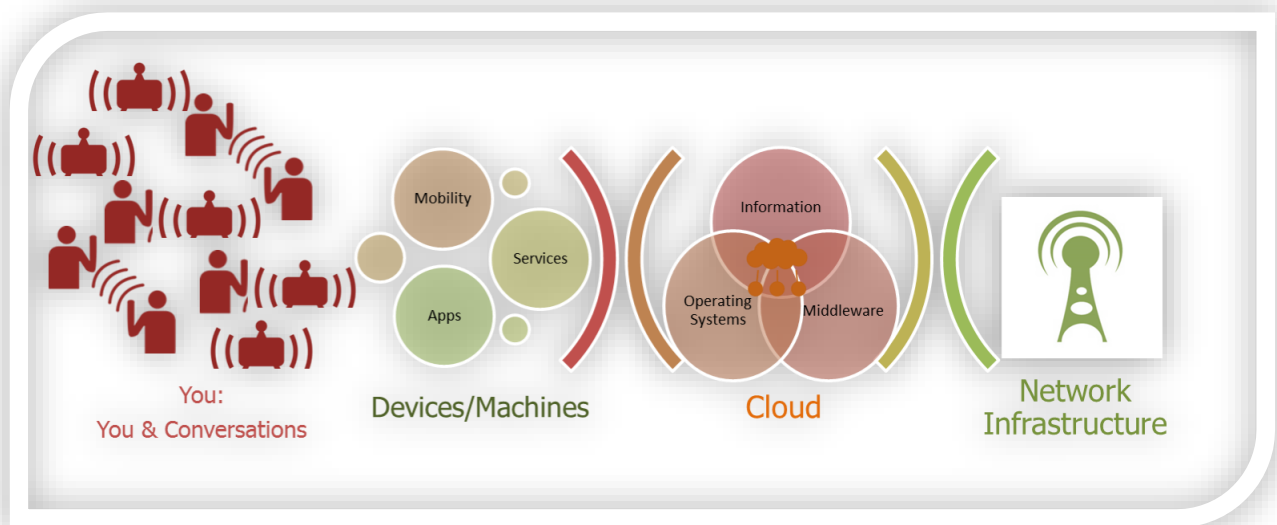 Mobility
Services
Apps
Information
Operating
Systems
Middleware
You:
You & Conversations
Devices/Machines
Cloud
Network
Infrastructure